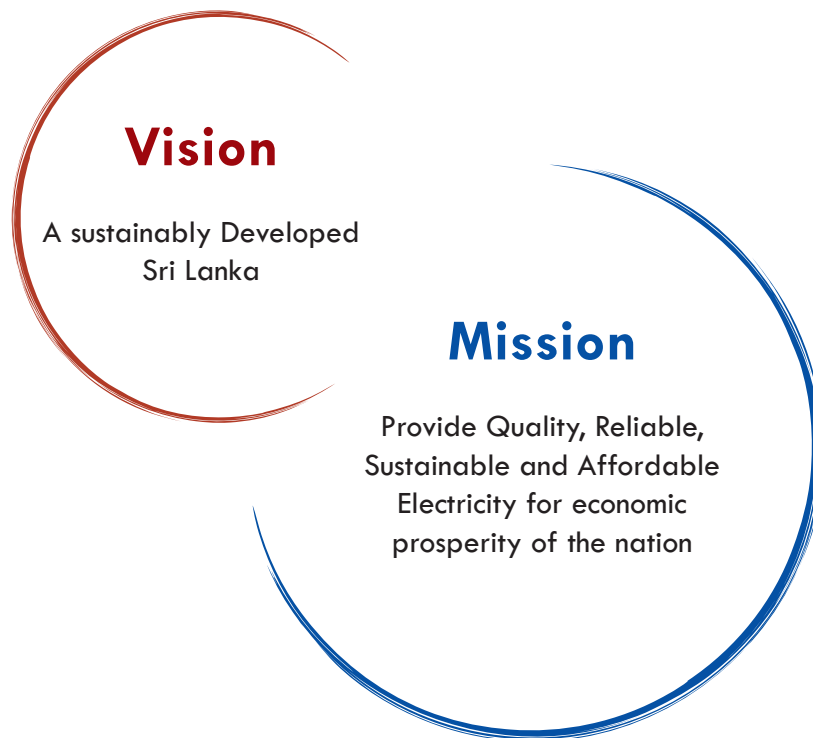 Vision
A sustainably Developed
Sri Lanka
Mission
Provide Quality, Reliable,
Sustainable and Affordable
Electricity for economic
prosperity of the nation